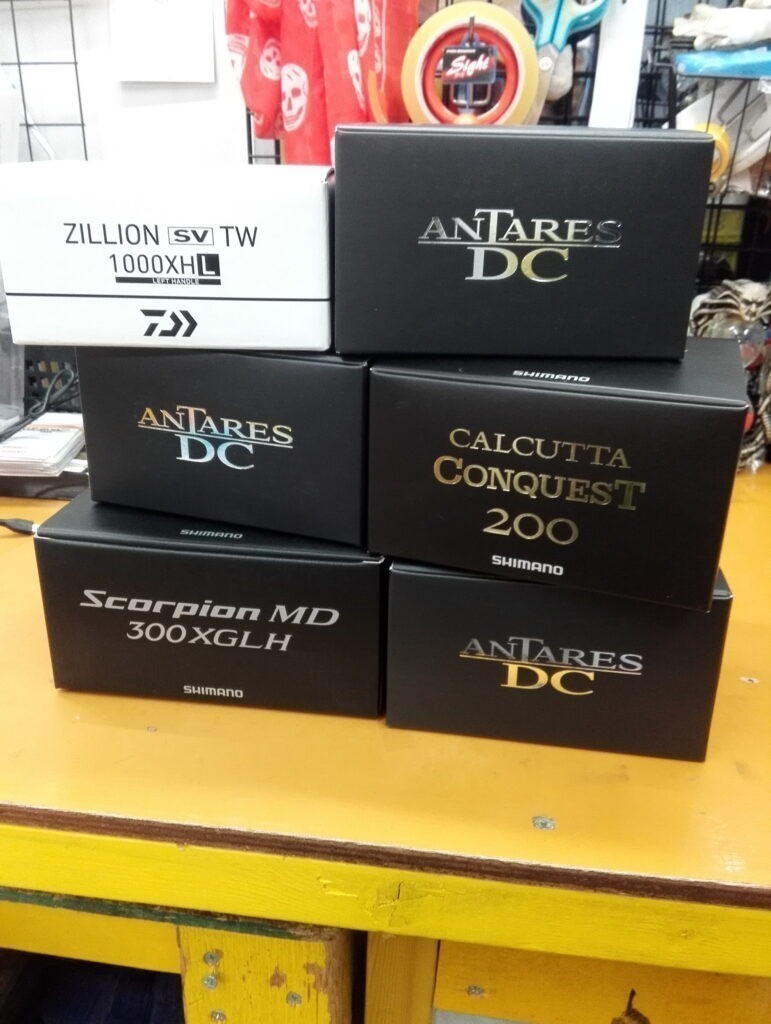 Sight
ZILLION SV TW
1000XHL
LEFT HANDLE
ANTARES
DC
SHIMANO
ANTARES
DC
CALCUTTA
CONQUEST
200
SHIMANO
SHIMANO
Scorpion MD
300XGLH
SHIMANO
ANTARES
DC